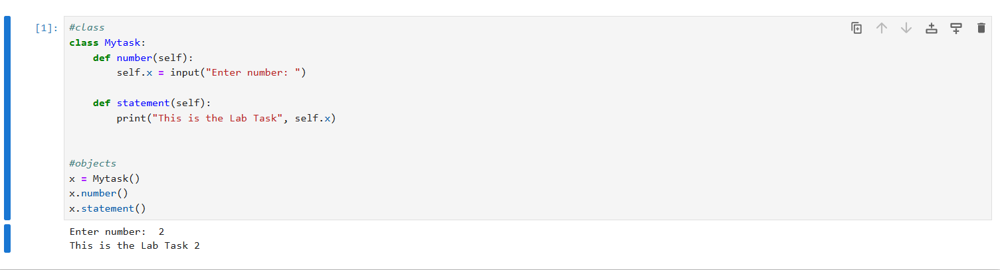 [1]: #class
class Mytask:
    def number(self):
        self.x = input("Enter number: ")

    def statement(self):
        print("This is the Lab Task", self.x)


#objects
x = Mytask()
x.number()
x.statement()
Enter number:  2
This is the Lab Task 2